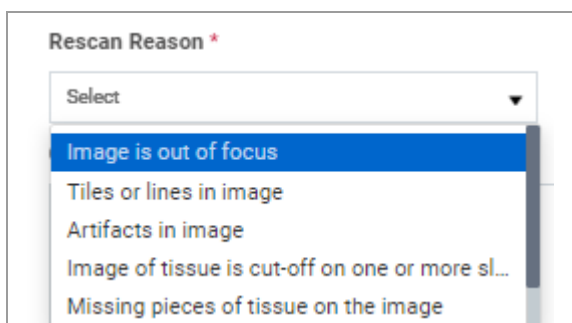 Rescan Reason *
Select
Image is out of focus
Tiles or lines in image
Artifacts in image
Image of tissue is cut-off on one or more sl...
Missing pieces of tissue on the image